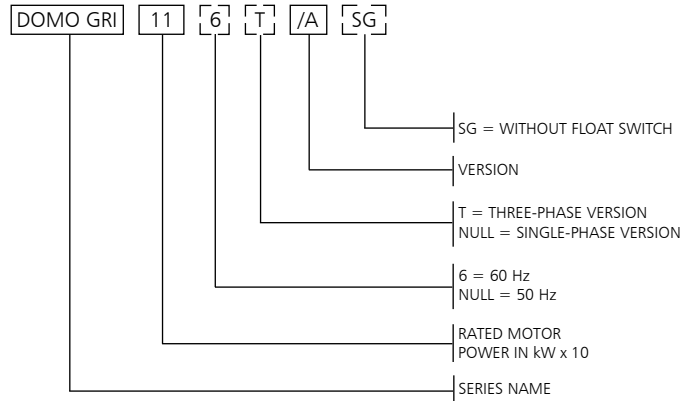 DOMO GRI 11 6 T /A SG
SG = WITHOUT FLOAT SWITCH
VERSION
T = THREE-PHASE VERSION
NULL = SINGLE-PHASE VERSION
6 = 60 Hz
NULL = 50 Hz
RATED MOTOR
POWER IN kW x 10
SERIES NAME